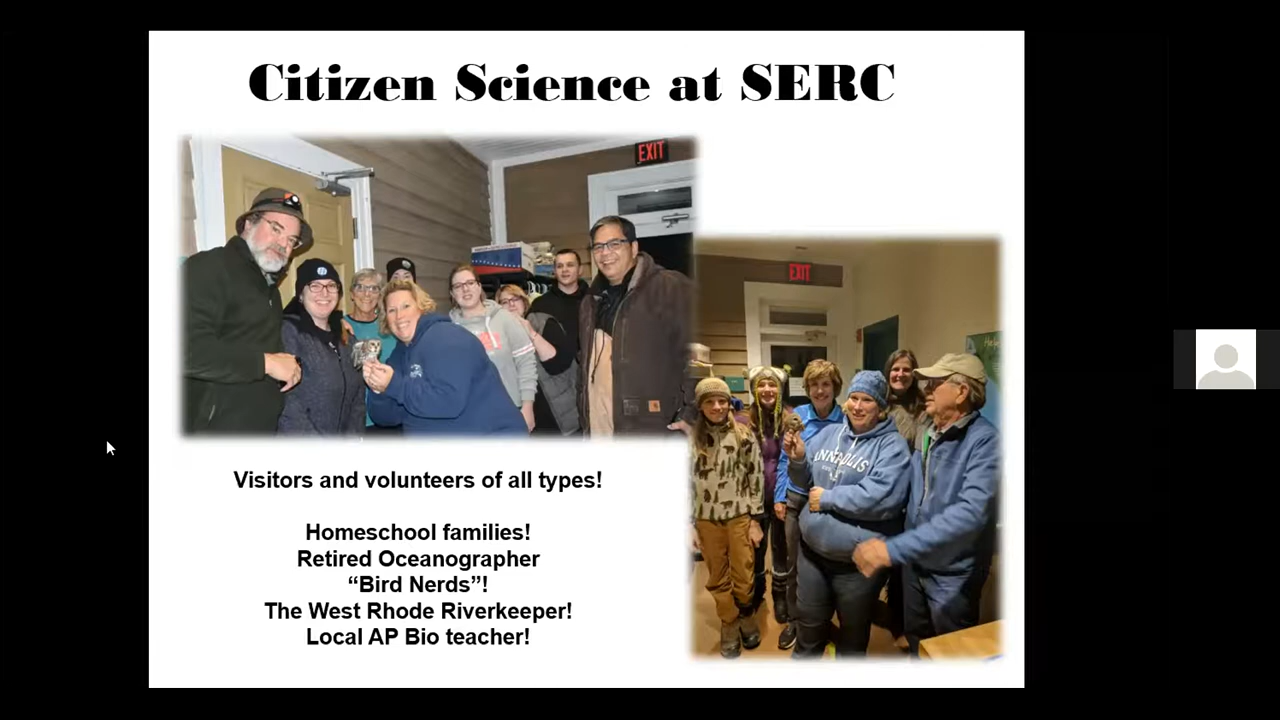 Citizen Science at SERC
EXIT
EXIT
ANNAPOLIS
Visitors and volunteers of all types!
Homeschool families!
Retired Oceanographer
“Bird Nerds”!
The West Rhode Riverkeeper!
Local AP Bio teacher!